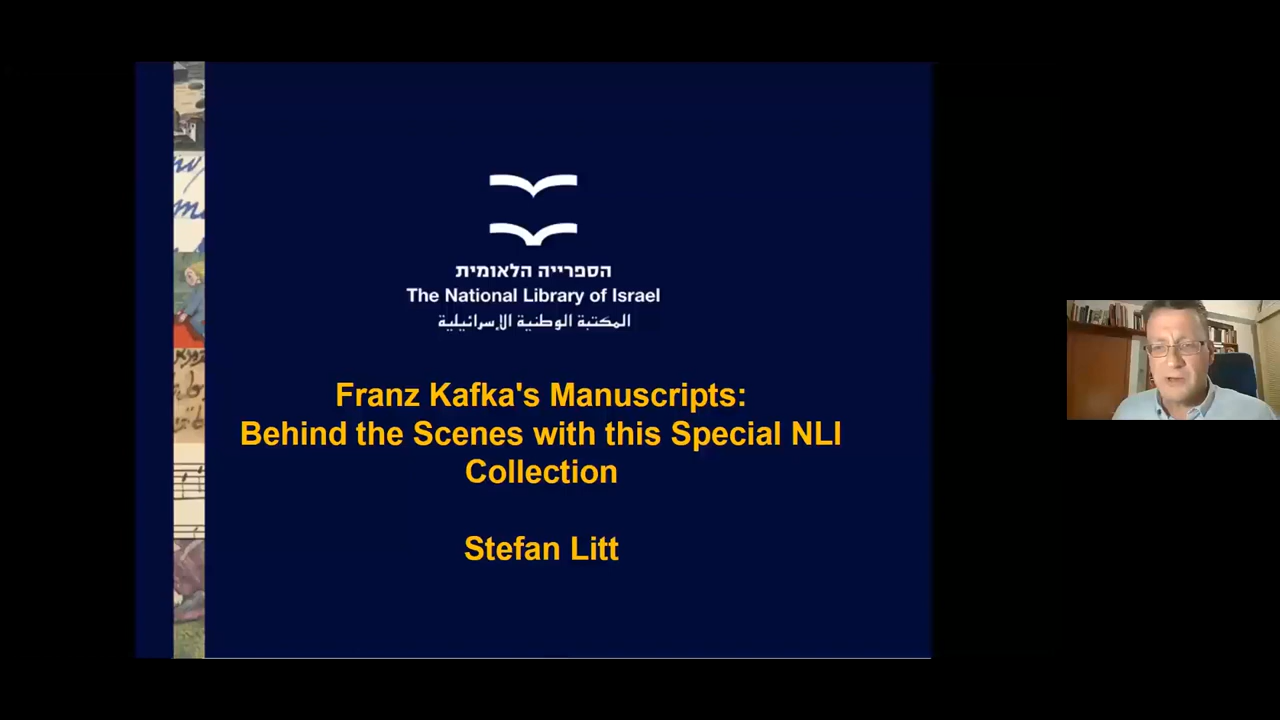 הספרייה הלאומית
The National Library of Israel
المكتبة الوطنية الإسرائيلية
Franz Kafka's Manuscripts:
Behind the Scenes with this Special NLI
Collection
Stefan Litt